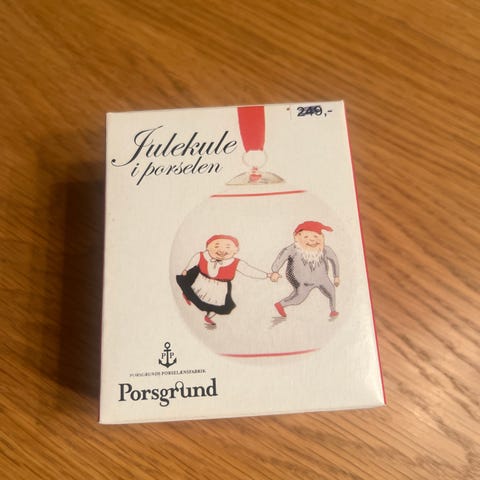 249,-
Julekule
i porselen
P P
PORSGRUNDS PORSELÆNSFABRIK
Porsgrund